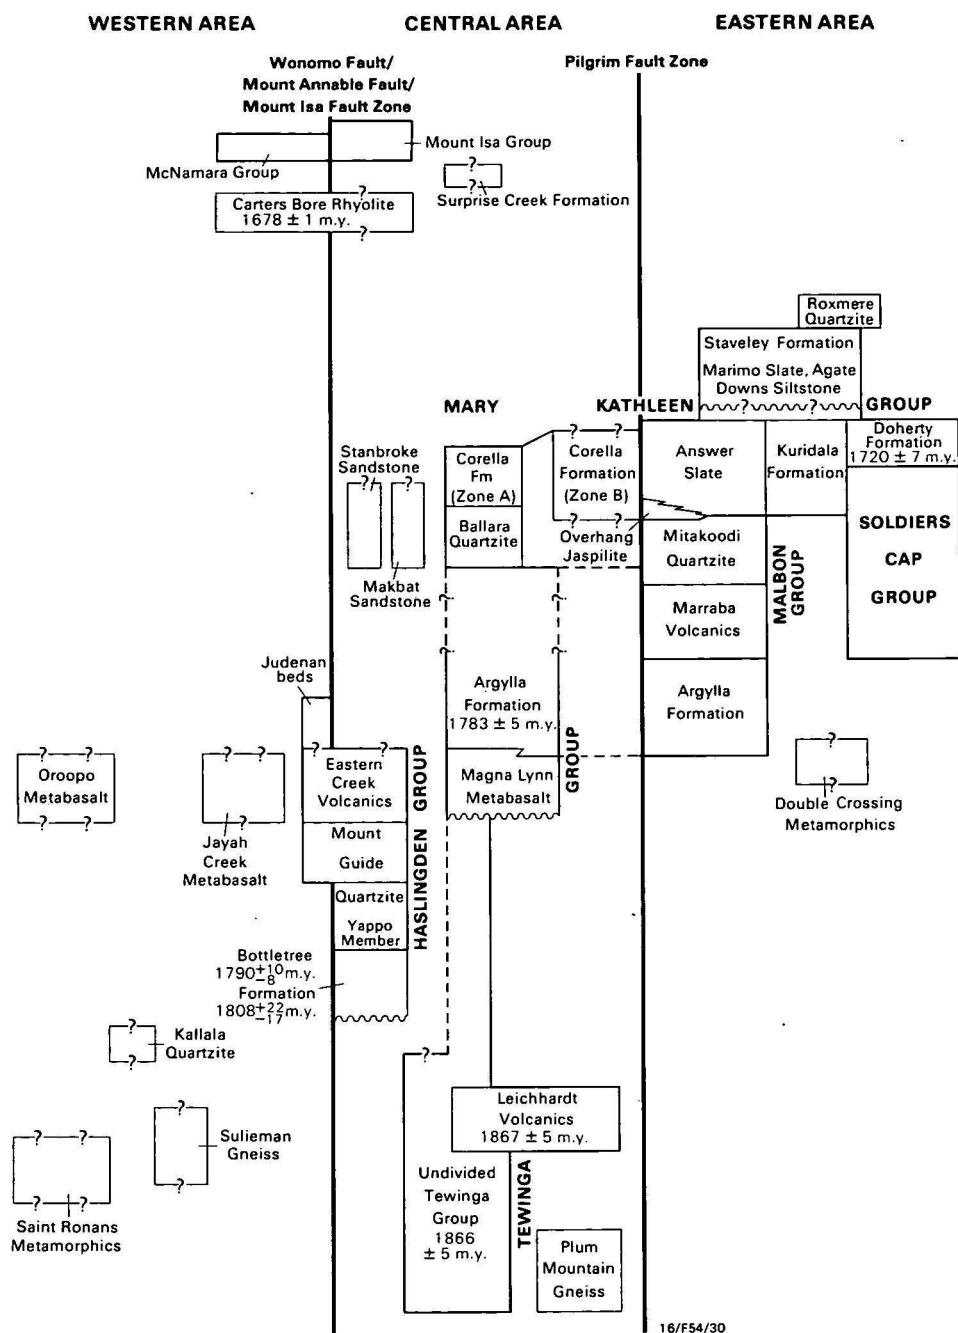 WESTERN AREA
CENTRAL AREA
EASTERN AREA
Wonomo Fault/
Mount Annable Fault/
Mount Isa Fault Zone
Pilgrim Fault Zone
Mount Isa Group
McNamara Group
?
?
Surprise Creek Formation
Carters Bore Rhyolite
1678 ± 1 m.y.
?
?
Roxmere
Quartzite
Staveley Formation
Marimo Slate, Agate
Downs Siltstone
? ?
MARY
KATHLEEN
GROUP
Stanbroke
Sandstone
? ?
Makbat
Sandstone
Corella
Fm
(Zone A)
Ballara
Quartzite
? ?
Corella
Formation
(Zone B)
? ?
Overhang
Jaspilite
Answer
Slate
Kuridala
Formation
Doherty
Formation
1720 ± 7 m.y.
Mitakoodi
Quartzite
Marraba
Volcanics
Argylla
Formation
MALBON
GROUP
SOLDIERS
CAP
GROUP
? ?
Argylla
Formation
1783 ± 5 m.y.
Magna Lynn
Metabasalt
GROUP
Judenan
beds
? ?
Eastern
Creek
Volcanics
Mount
Guide
Quartzite
Yappo
Member
HASLINGDEN GROUP
? ?
Oroopo
Metabasalt
? ?
? ?
?
Jayah
Creek
Metabasalt
?
?
Double Crossing
Metamorphics
Bottletree
1790 +10 −8 m.y.
Formation
1808 +22 −17 m.y.
?
?
Kallala
Quartzite
?
Leichhardt
Volcanics
1867 ± 5 m.y.
?
?
Sulieman
Gneiss
? ?
? ?
Saint Ronans
Metamorphics
Undivided
Tewinga
Group
1866
± 5 m.y.
TEWINGA
Plum
Mountain
Gneiss
16/F54/30